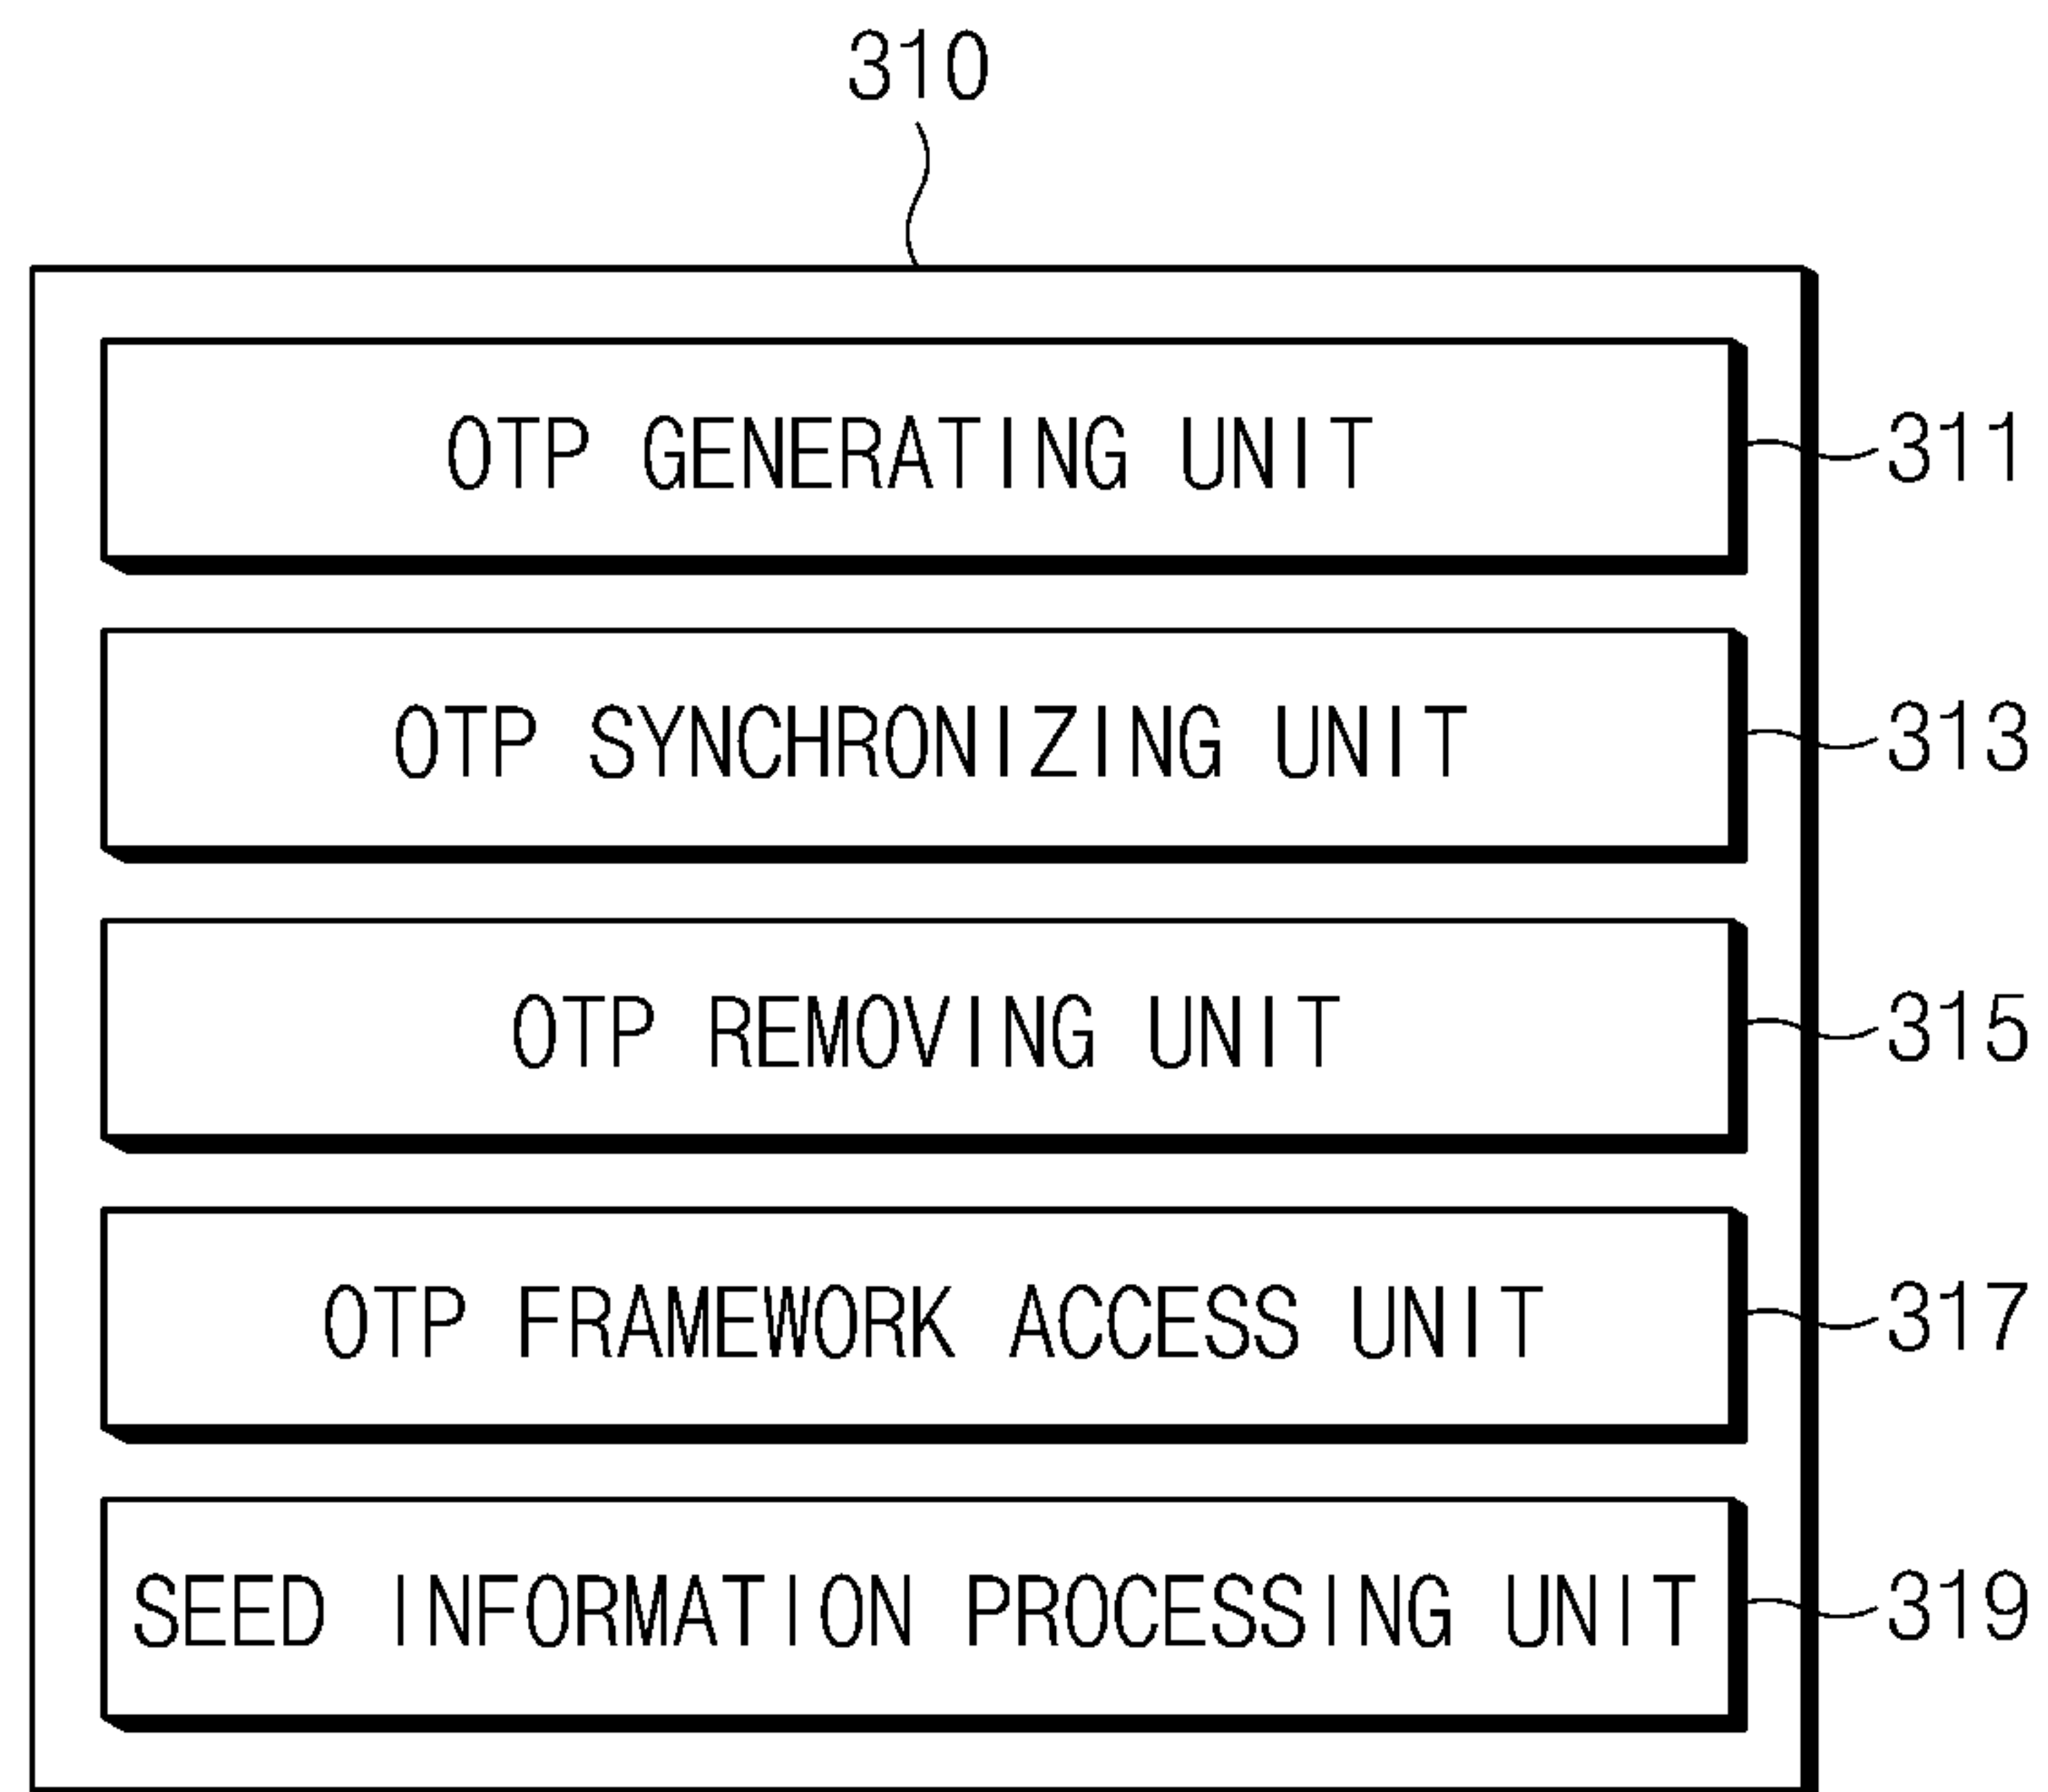 310
OTP GENERATING UNIT
311
OTP SYNCHRONIZING UNIT
313
OTP REMOVING UNIT
315
OTP FRAMEWORK ACCESS UNIT
317
SEED INFORMATION PROCESSING UNIT
319